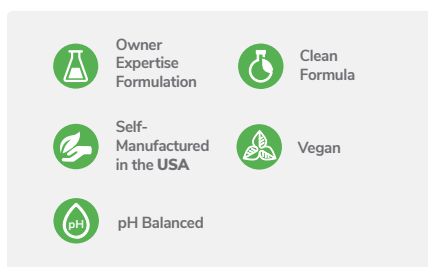 Owner
Expertise
Formulation
Clean
Formula
Self-
Manufactured
in the USA
Vegan
pH
pH Balanced